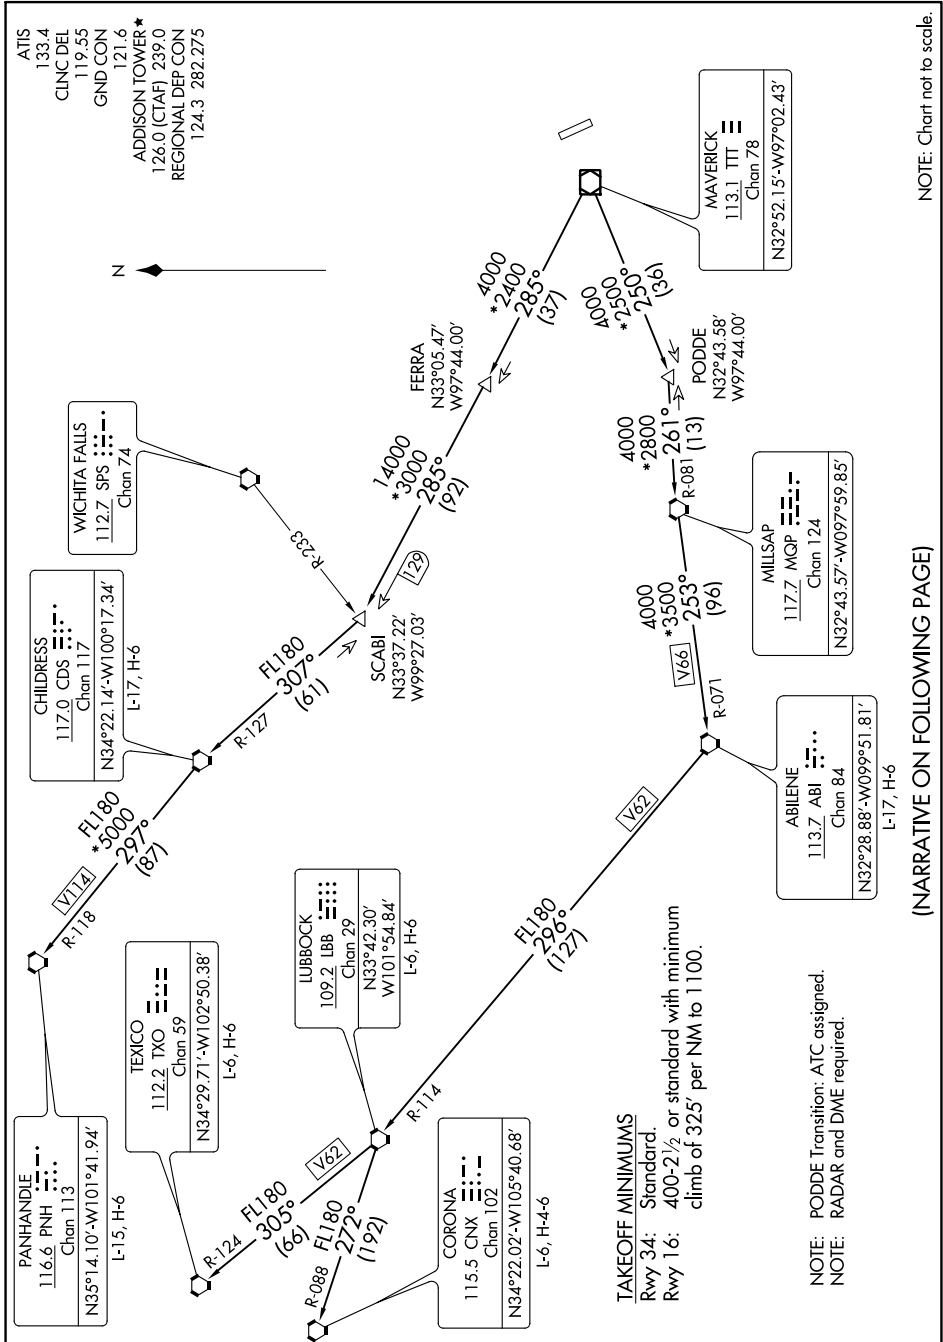 ATIS
133.4
CLNC DEL
119.55
GND CON
121.6
ADDISON TOWER★
126.0 (CTAF) 239.0
REGIONAL DEP CON
124.3 282.275
N
PANHANDLE
116.6 PNH
Chan 113
N35°14.10'-W101°41.94'
L-15, H-6
R-118
V114
FL180
*5000
297°
(87)
CHILDRESS
117.0 CDS
Chan 117
N34°22.14'-W100°17.34'
L-17, H-6
R-127
FL180
307°
(61)
WICHITA FALLS
112.7 SPS
Chan 74
R-233
SCABI
N33°37.22'
W99°27.03'
129
14000
*3000
285°
(92)
FERRA
N33°05.47'
W97°44.00'
4000
*2400
285°
(37)
MAVERICK
113.1 TTT
Chan 78
N32°52.15'-W97°02.43'
4000
*2500
250°
(36)
PODDE
N32°43.58'
W97°44.00'
4000
*2800
261°
(13)
R-081
MILLSAP
117.7 MQP
Chan 124
N32°43.57'-W097°59.85'
4000
*3500
253°
(96)
V66
R-071
ABILENE
113.7 ABI
Chan 84
N32°28.88'-W099°51.81'
L-17, H-6
V62
FL180
296°
(127)
R-114
LUBBOCK
109.2 LBB
Chan 29
N33°42.30'
W101°54.84'
L-6, H-6
TEXICO
112.2 TXO
Chan 59
N34°29.71'-W102°50.38'
L-6, H-6
R-124
V62
FL180
305°
(66)
FL180
272°
(192)
R-088
CORONA
115.5 CNX
Chan 102
N34°22.02'-W105°40.68'
L-6, H-4-6
TAKEOFF MINIMUMS
Rwy 34: Standard.
Rwy 16: 400-2½ or standard with minimum
climb of 325' per NM to 1100.
NOTE: PODDE Transition: ATC assigned.
NOTE: RADAR and DME required.
NOTE: Chart not to scale.
(NARRATIVE ON FOLLOWING PAGE)